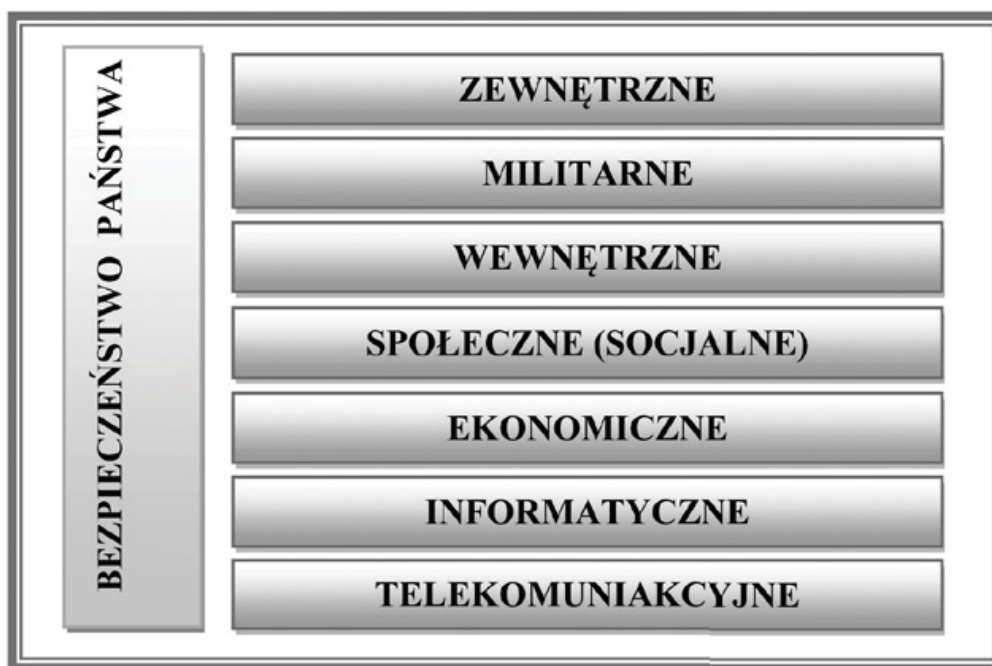 BEZPIECZEŃSTWO PAŃSTWA
ZEWNĘTRZNE
MILITARNE
WEWNĘTRZNE
SPOŁECZNE (SOCJALNE)
EKONOMICZNE
INFORMATYCZNE
TELEKOMUNIAKCYJNE